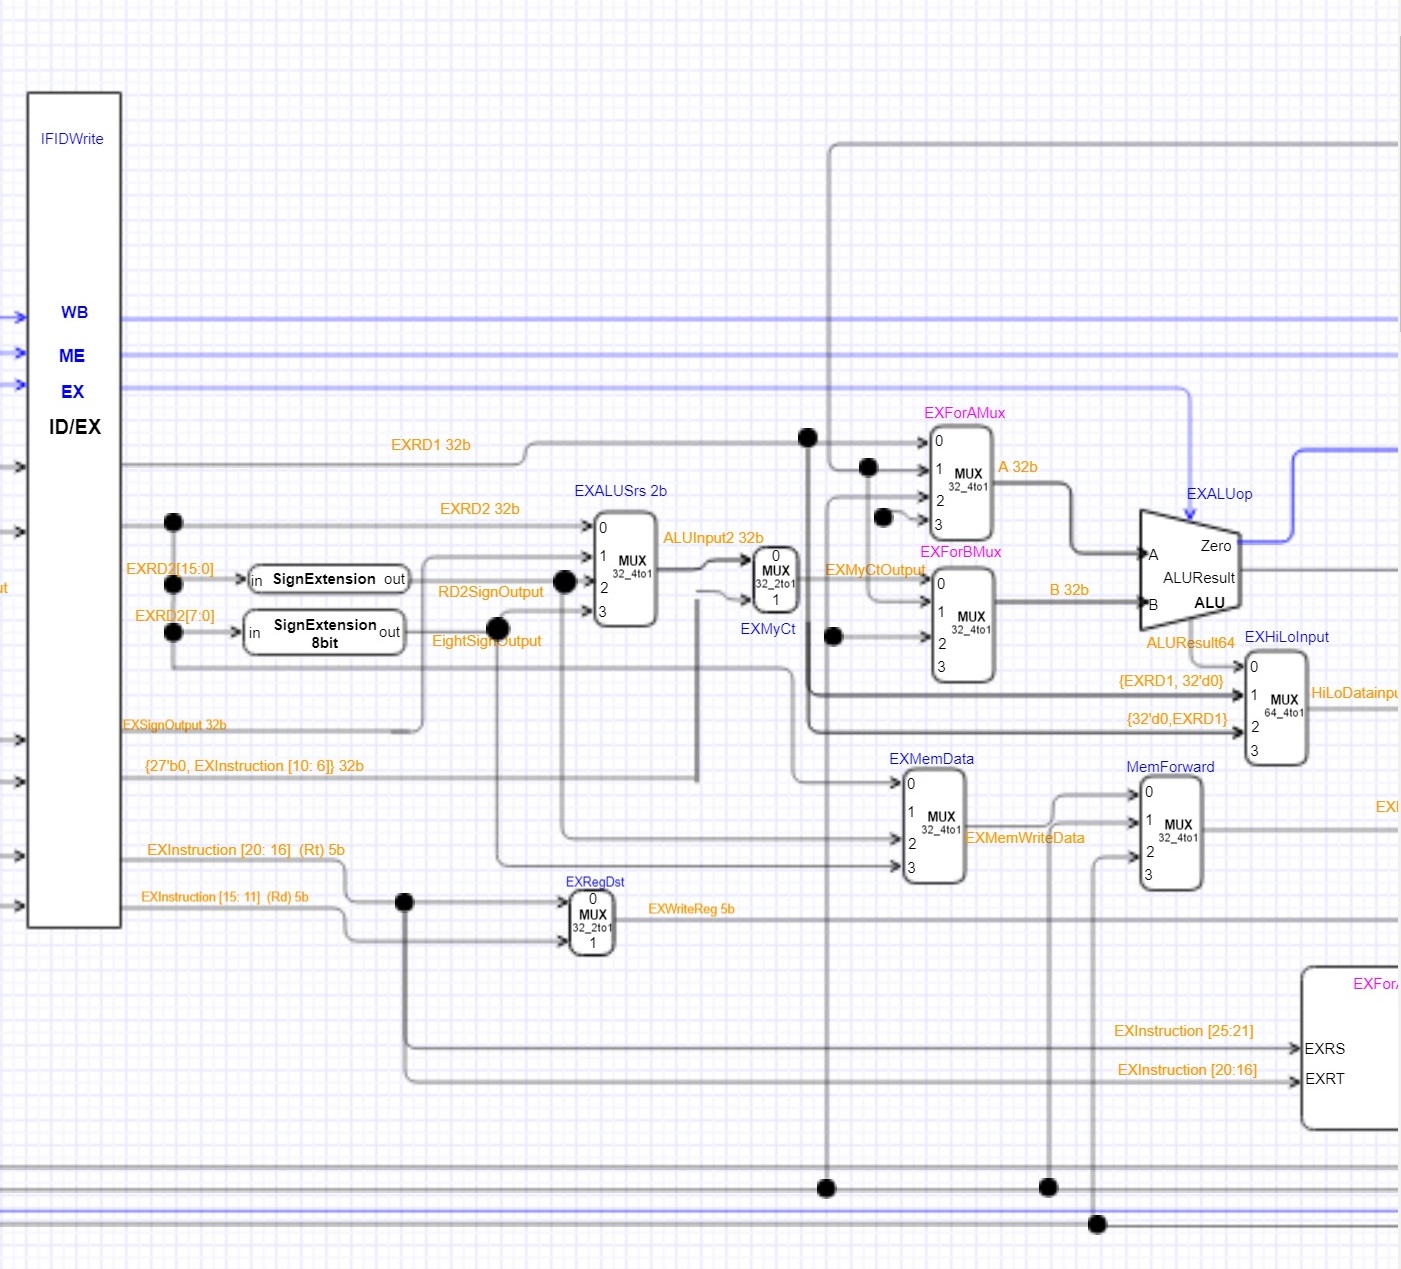 IFIDWrite
WB
ME
EX
ID/EX
EXRD1 32b
EXRD2 32b
EXRD2[15:0]
in SignExtension out
EXRD2[7:0]
in SignExtension 8bit out
RD2SignOutput
EightSignOutput
EXSignOutput 32b
{27'b0, EXInstruction [10: 6]} 32b
EXInstruction [20: 16] (Rt) 5b
EXInstruction [15: 11] (Rd) 5b
EXALUSrs 2b
0
1
2
3
MUX
32_4to1
ALUInput2 32b
0
MUX
32_2to1
1
EXMyCt
EXMyCtOutput
EXForAMux
0
1
2
3
MUX
32_4to1
A 32b
EXForBMux
0
1
2
3
MUX
32_4to1
B 32b
EXALUop
A
B
Zero
ALUResult
ALU
ALUResult64
EXHiLoInput
{EXRD1, 32'd0}
{32'd0,EXRD1}
0
1
2
3
MUX
64_4to1
HiLoDatainpu
EXMemData
0
1
2
3
MUX
32_4to1
EXMemWriteData
MemForward
0
1
2
3
MUX
32_4to1
EXRegDst
0
MUX
32_2to1
1
EXWriteReg 5b
EXInstruction [25:21]
EXInstruction [20:16]
EXRS
EXRT